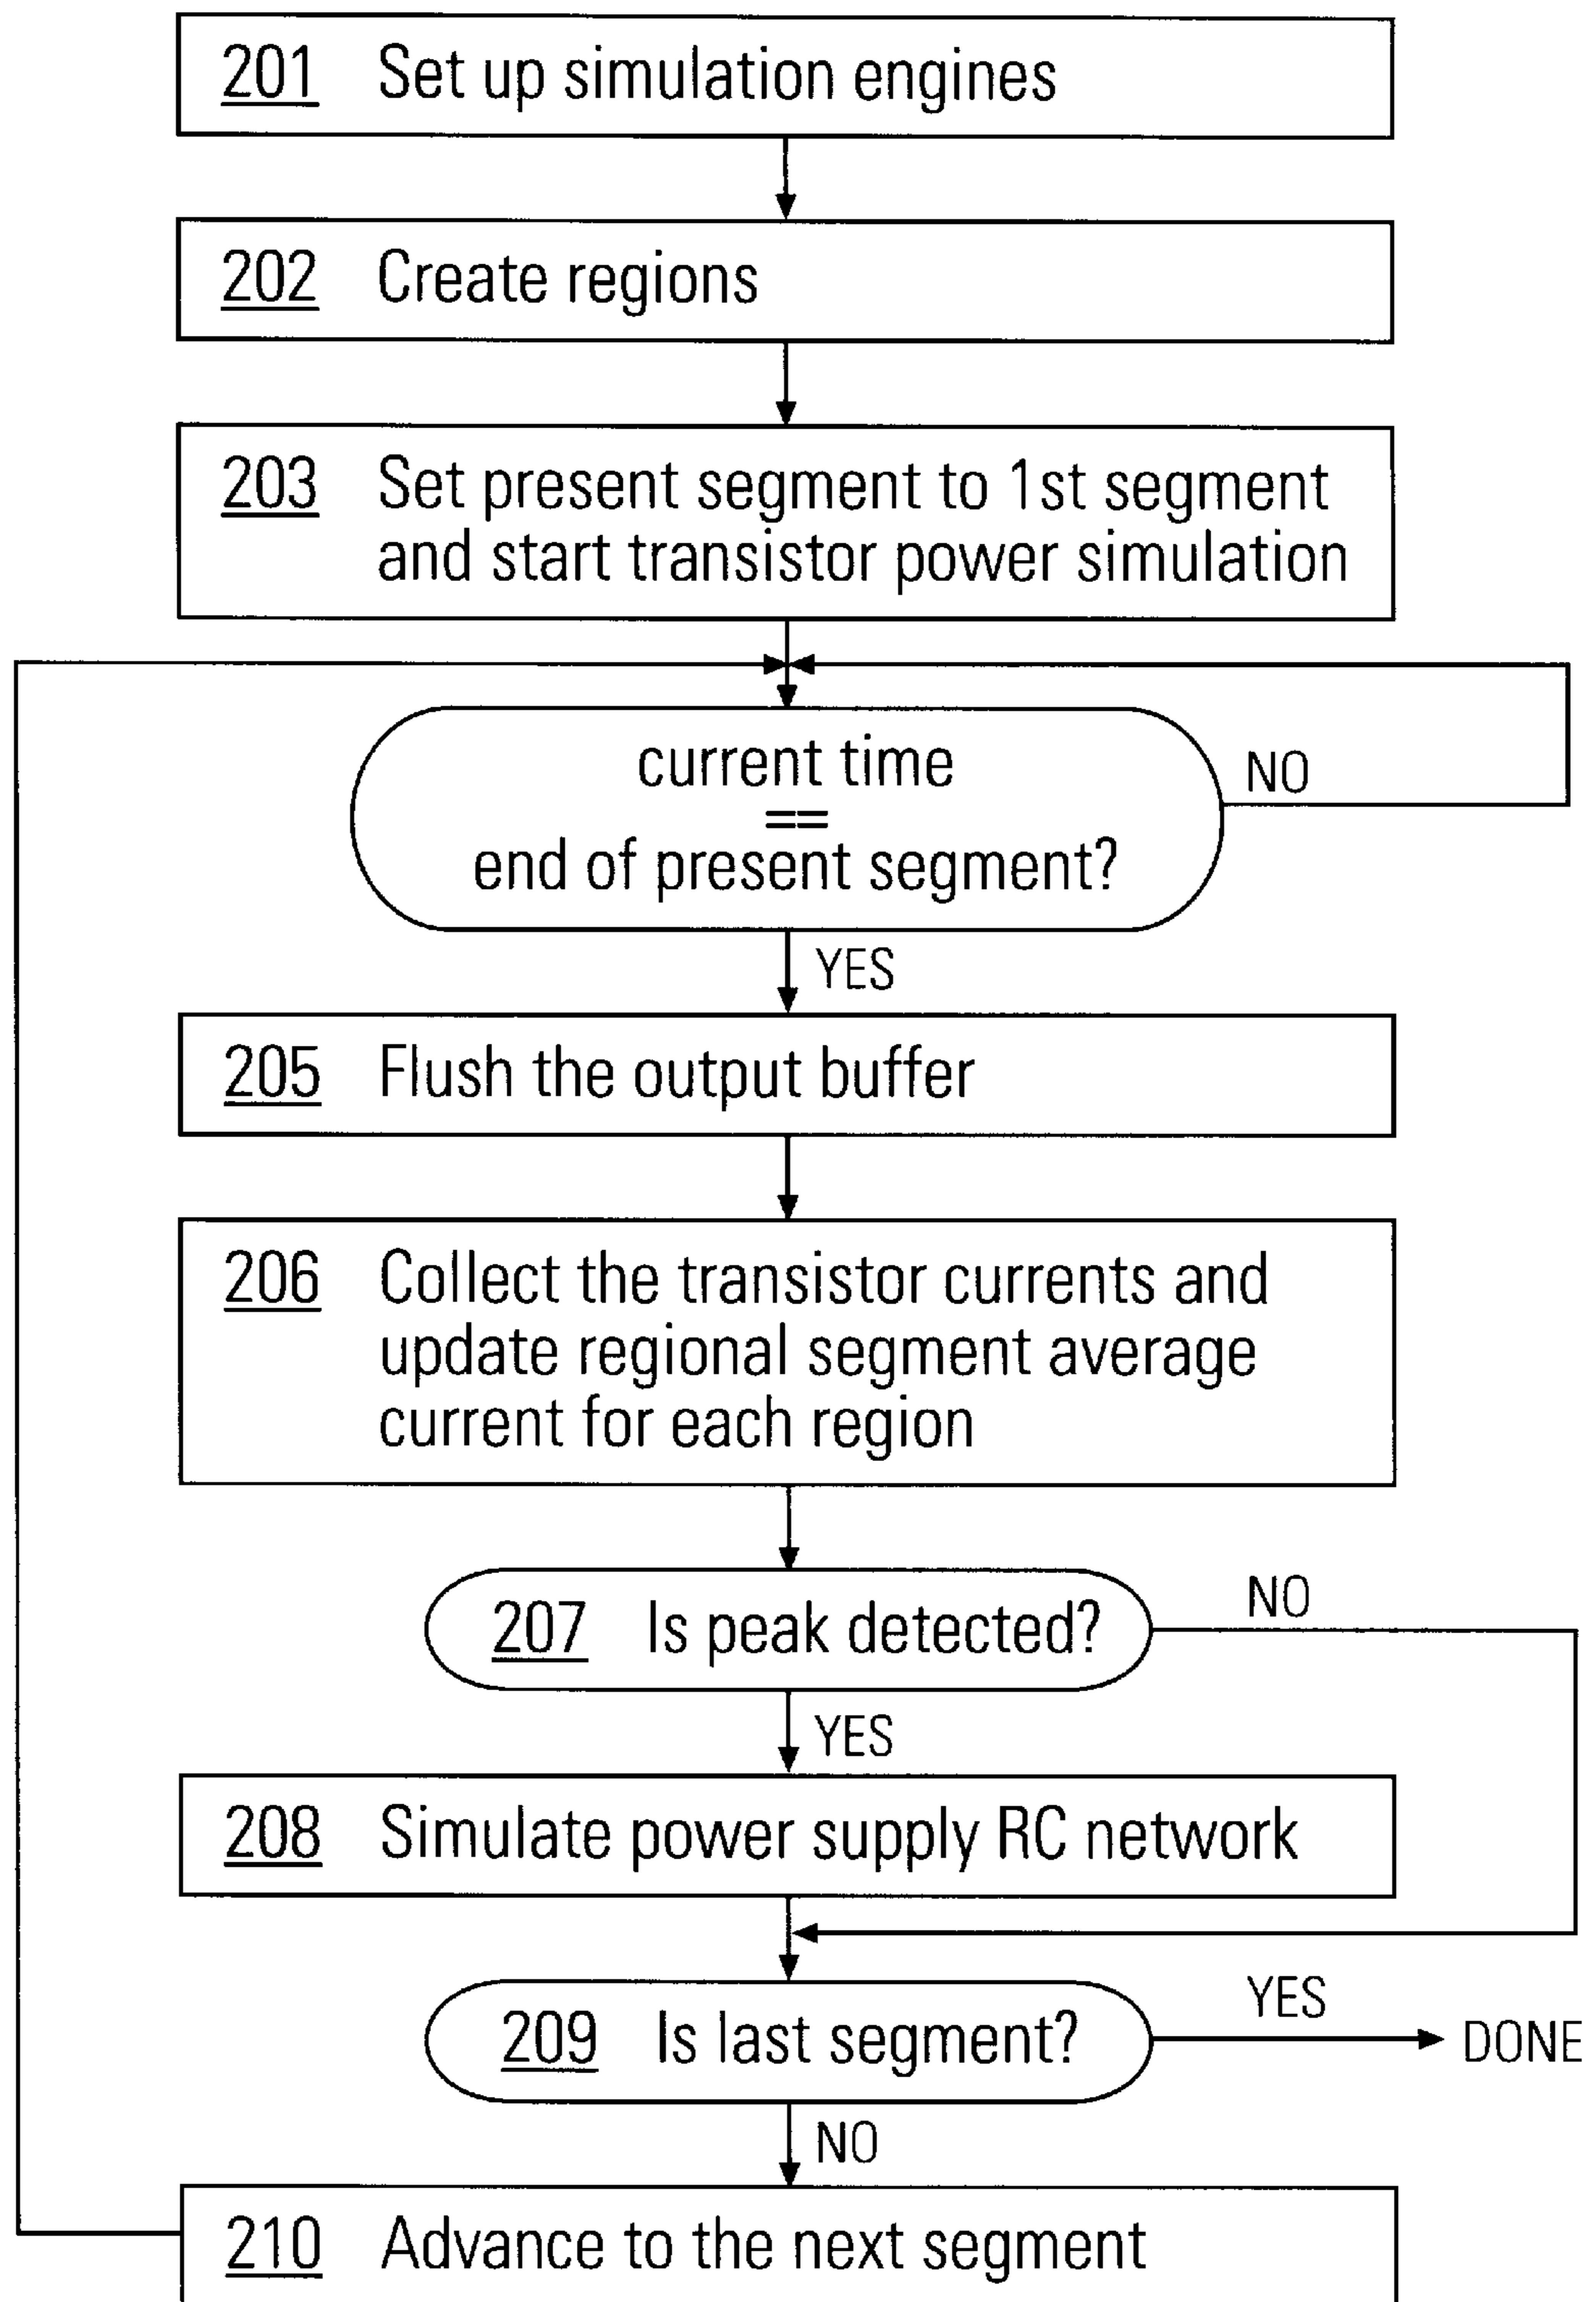 201 Set up simulation engines
202 Create regions
203 Set present segment to 1st segment
and start transistor power simulation
current time
==
end of present segment?
NO
YES
205 Flush the output buffer
206 Collect the transistor currents and
update regional segment average
current for each region
207 Is peak detected?
NO
YES
208 Simulate power supply RC network
209 Is last segment?
YES
DONE
NO
210 Advance to the next segment